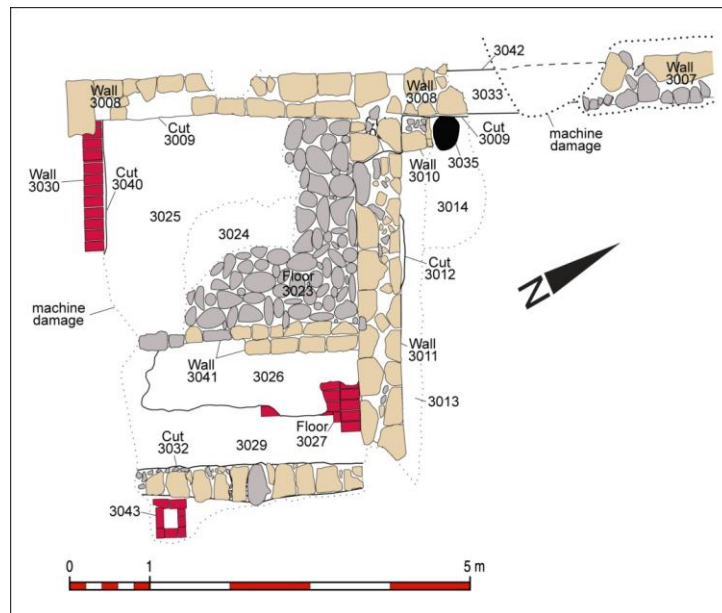 3042
Wall
3008
Wall
3008
3033
Wall
3007
Cut
3009
Cut
3009
machine
damage
3035
Wall
3010
Wall
3030
Cut
3040
3025
3014
3024
Cut
3012
Floor
3023
N
machine
damage
Wall
3041
3026
Wall
3011
3013
Floor
3027
Cut
3032
3029
3043
0 1 5 m